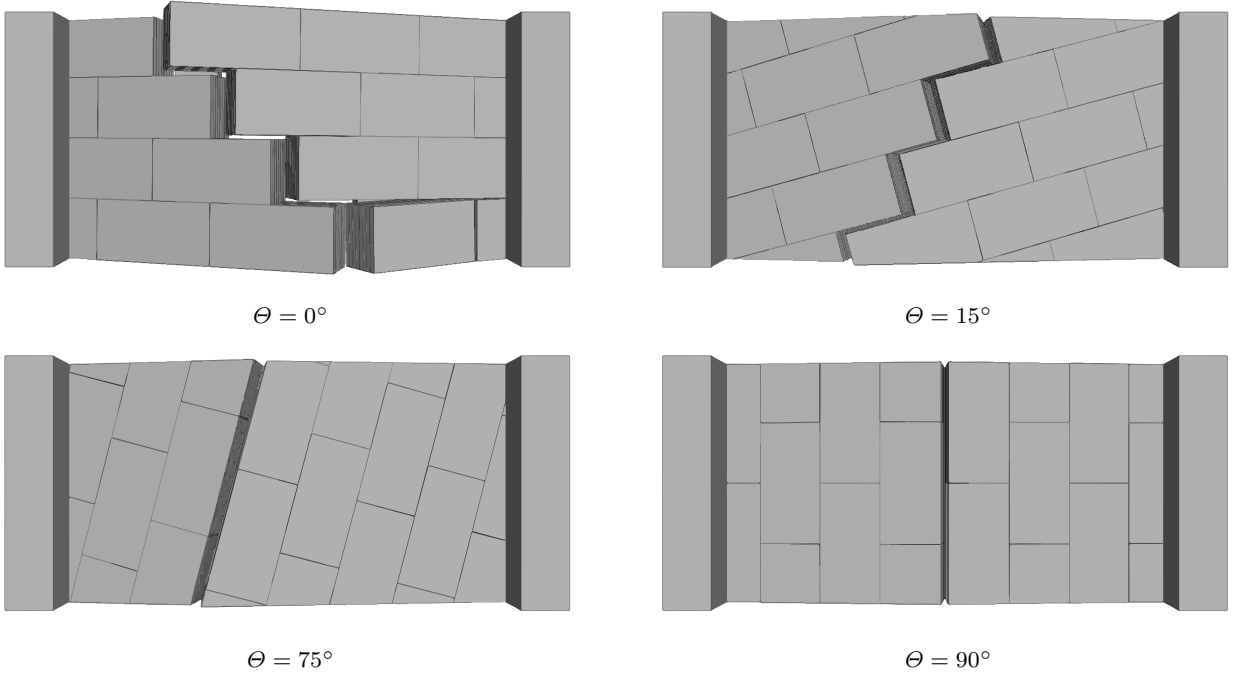 Θ = 0°
Θ = 15°
Θ = 75°
Θ = 90°